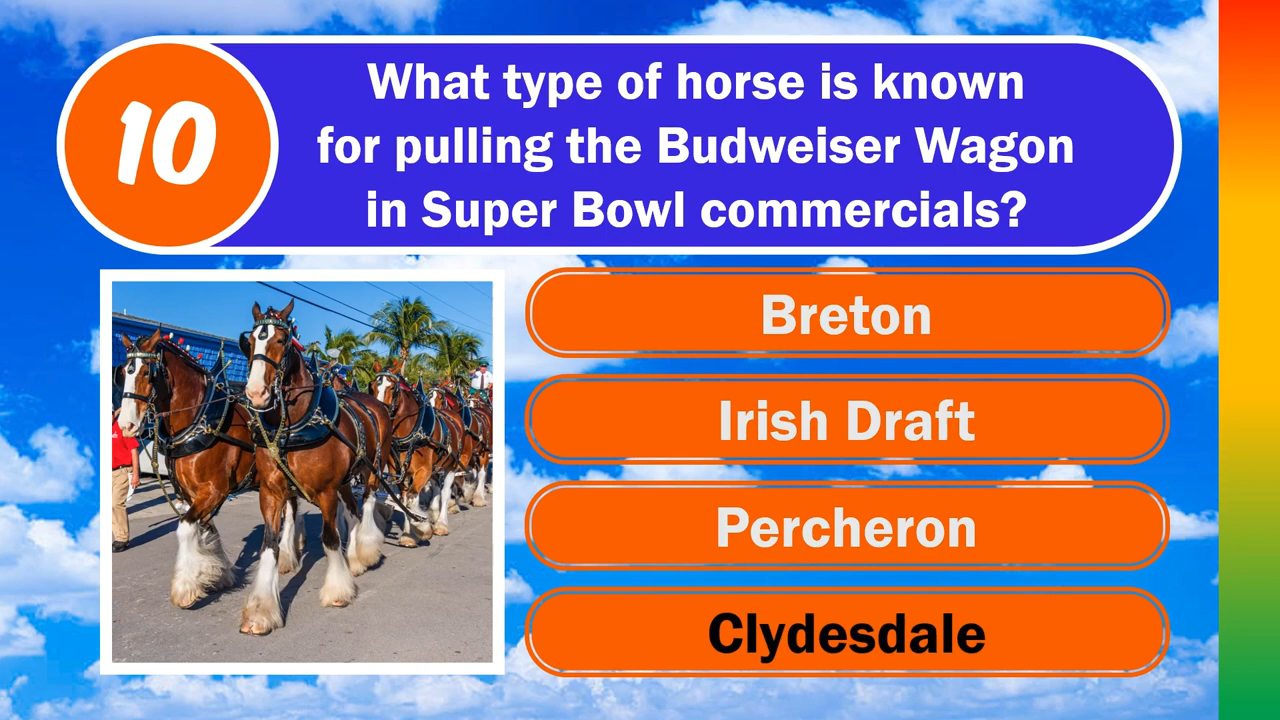 10
What type of horse is known
for pulling the Budweiser Wagon
in Super Bowl commercials?
Breton
Irish Draft
Percheron
Clydesdale